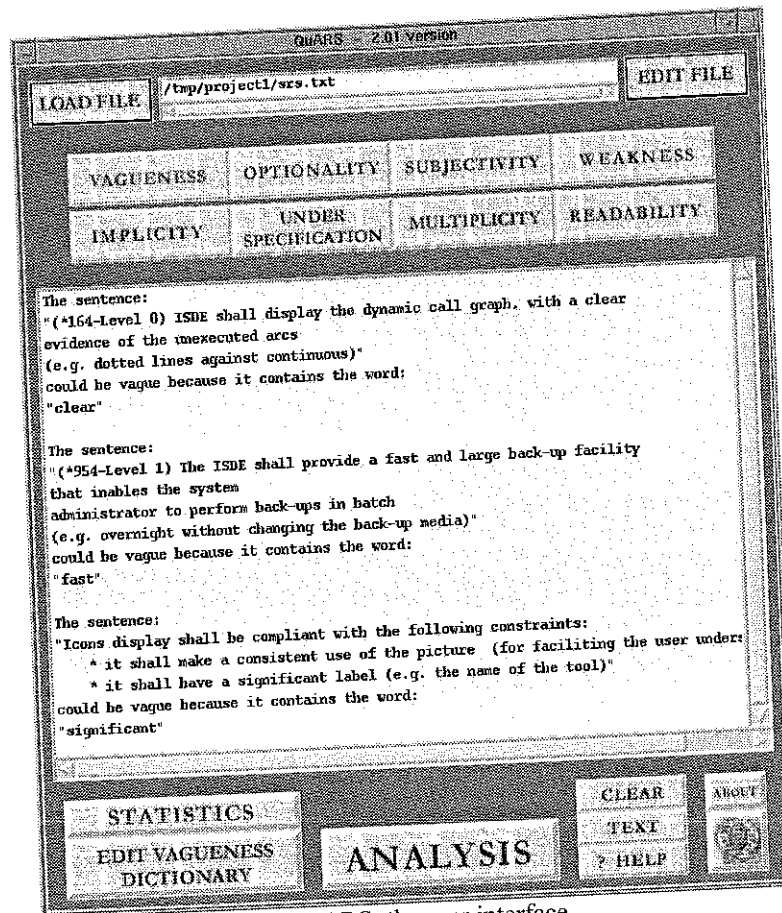 QuARS - 2.01 version
LOAD FILE
/tmp/project1/srs.txt
EDIT FILE
VAGUENESS OPTIONALITY SUBJECTIVITY WEAKNESS
IMPLICITY UNDER SPECIFICATION MULTIPLICITY READABILITY
The sentence:
"(*164-Level 0) ISDE shall display the dynamic call graph, with a clear
evidence of the unexecuted arcs
(e.g. dotted lines against continuous)"
could be vague because it contains the word:
"clear"
The sentence:
"(*954-Level 1) The ISDE shall provide a fast and large back-up facility
that inables the system
administrator to perform back-ups in batch
(e.g. overnight without changing the back-up media)"
could be vague because it contains the word:
"fast"
The sentence:
"Icons display shall be compliant with the following constraints:
* it shall make a consistent use of the picture (for faciliting the user unders
* it shall have a significant label (e.g. the name of the tool)"
could be vague because it contains the word:
"significant"
STATISTICS
EDIT VAGUENESS
DICTIONARY
ANALYSIS
CLEAR
TEXT
? HELP
ABOUT
the user interface